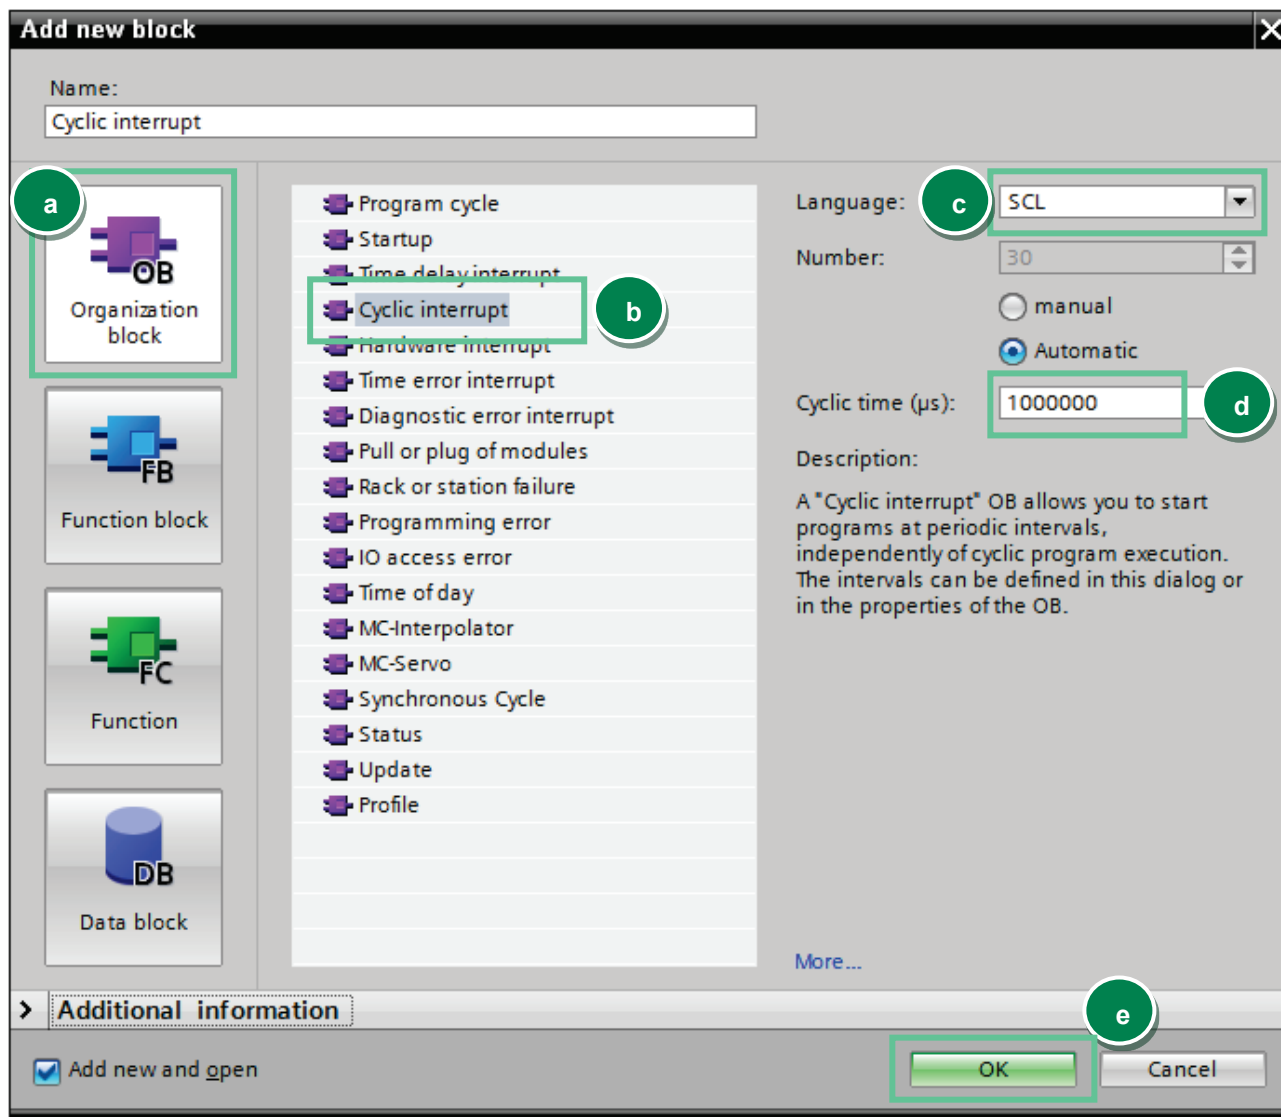 Add new block
Name:
Cyclic interrupt
a
OB
Organization
block
FB
Function block
FC
Function
DB
Data block
Program cycle
Startup
Time delay interrupt
Cyclic interrupt
b
Hardware interrupt
Time error interrupt
Diagnostic error interrupt
Pull or plug of modules
Rack or station failure
Programming error
IO access error
Time of day
MC-Interpolator
MC-Servo
Synchronous Cycle
Status
Update
Profile
Language: c SCL
Number: 30
manual
Automatic
Cyclic time (µs): 1000000 d
Description:
A "Cyclic interrupt" OB allows you to start
programs at periodic intervals,
independently of cyclic program execution.
The intervals can be defined in this dialog or
in the properties of the OB.
More...
Additional information
e
Add new and open
OK
Cancel